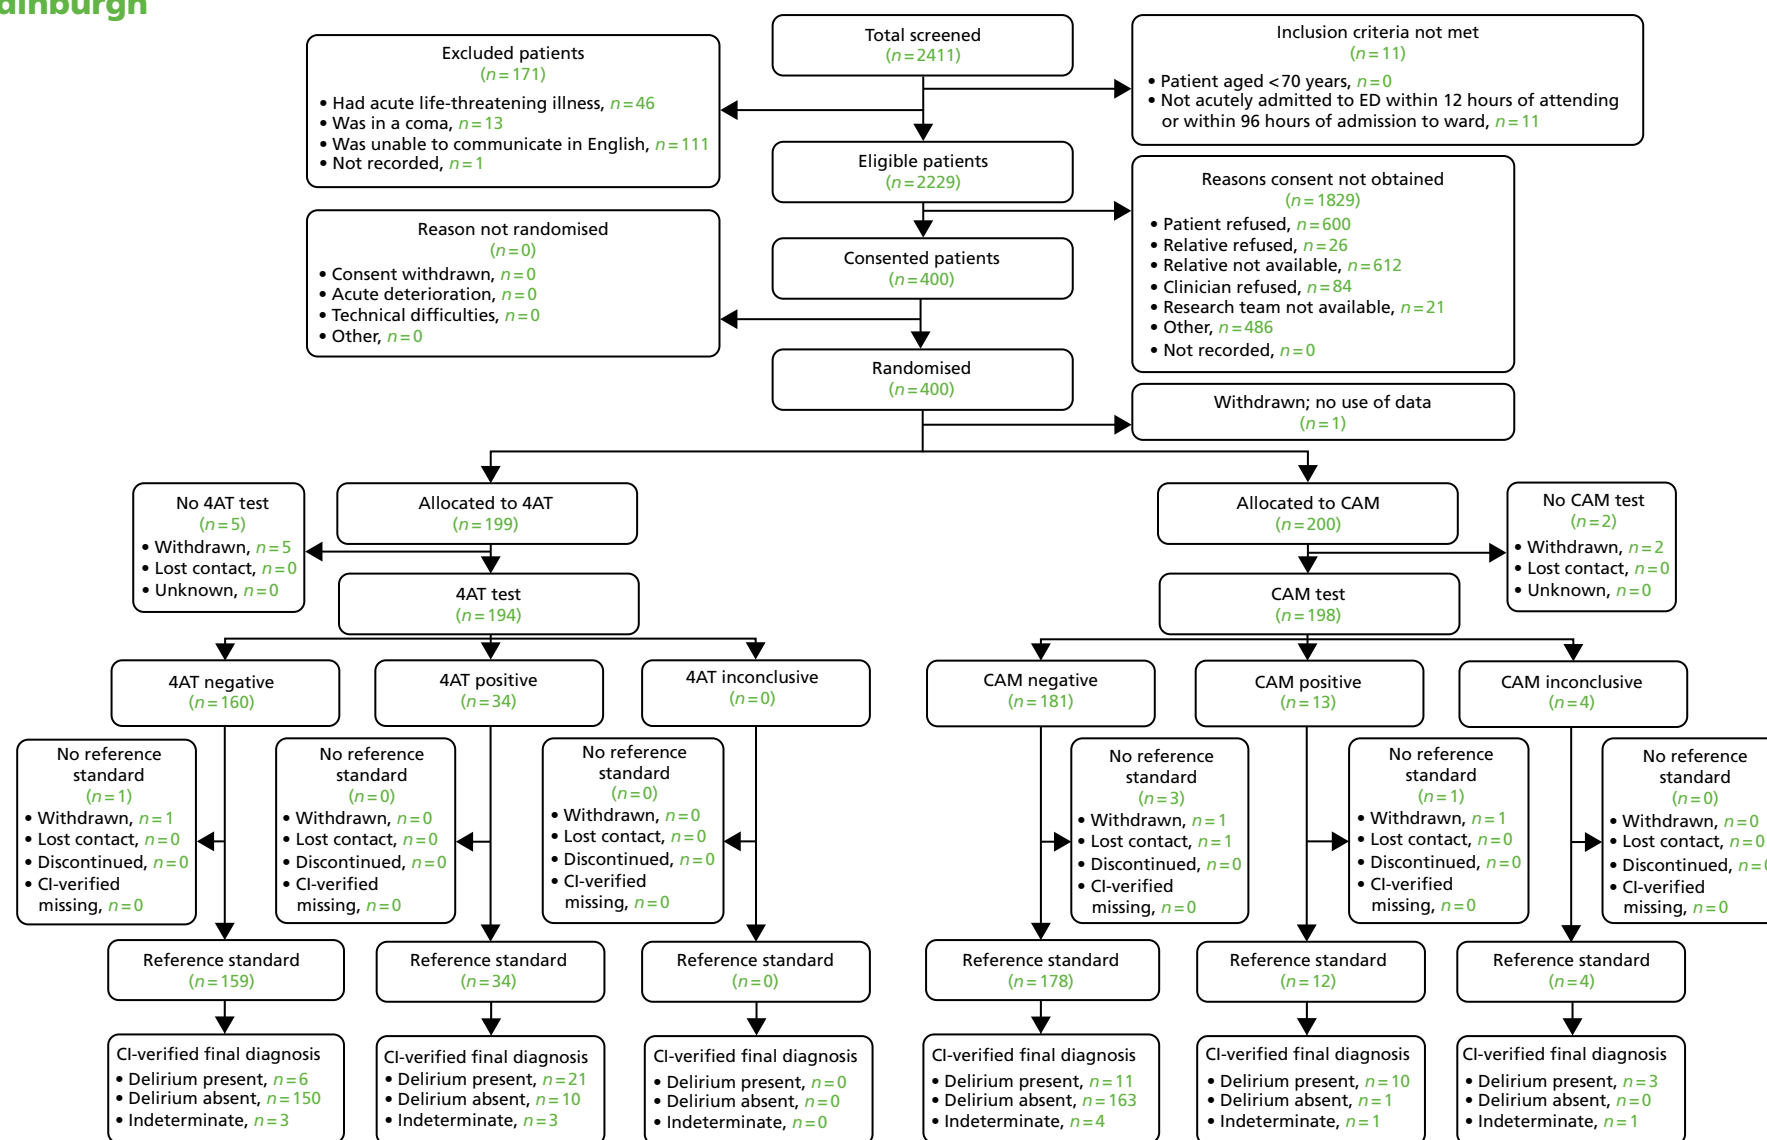 Total screened
(n=2411)
Excluded patients
(n=171)
• Had acute life-threatening illness, n=46
• Was in a coma, n=13
• Was unable to communicate in English, n=111
• Not recorded, n=1
Inclusion criteria not met
(n=11)
• Patient aged <70 years, n=0
• Not acutely admitted to ED within 12 hours of attending
or within 96 hours of admission to ward, n=11
Eligible patients
(n=2229)
Reasons consent not obtained
(n=1829)
• Patient refused, n=600
• Relative refused, n=26
• Relative not available, n=612
• Clinician refused, n=84
• Research team not available, n=21
• Other, n=486
• Not recorded, n=0
Reason not randomised
(n=0)
• Consent withdrawn, n=0
• Acute deterioration, n=0
• Technical difficulties, n=0
• Other, n=0
Consented patients
(n=400)
Randomised
(n=400)
Withdrawn; no use of data
(n=1)
No 4AT test
(n=5)
• Withdrawn, n=5
• Lost contact, n=0
• Unknown, n=0
Allocated to 4AT
(n=199)
Allocated to CAM
(n=200)
No CAM test
(n=2)
• Withdrawn, n=2
• Lost contact, n=0
• Unknown, n=0
4AT test
(n=194)
CAM test
(n=198)
4AT negative
(n=160)
4AT positive
(n=34)
4AT inconclusive
(n=0)
CAM negative
(n=181)
CAM positive
(n=13)
CAM inconclusive
(n=4)
No reference
standard
(n=1)
• Withdrawn, n=1
• Lost contact, n=0
• Discontinued, n=0
• CI-verified
missing, n=0
No reference
standard
(n=0)
• Withdrawn, n=0
• Lost contact, n=0
• Discontinued, n=0
• CI-verified
missing, n=0
No reference
standard
(n=0)
• Withdrawn, n=0
• Lost contact, n=0
• Discontinued, n=0
• CI-verified
missing, n=0
No reference
standard
(n=3)
• Withdrawn, n=1
• Lost contact, n=1
• Discontinued, n=0
• CI-verified
missing, n=0
No reference
standard
(n=1)
• Withdrawn, n=1
• Lost contact, n=0
• Discontinued, n=0
• CI-verified
missing, n=0
No reference
standard
(n=0)
• Withdrawn, n=0
• Lost contact, n=0
• Discontinued, n=0
• CI-verified
missing, n=0
Reference standard
(n=159)
Reference standard
(n=34)
Reference standard
(n=0)
Reference standard
(n=178)
Reference standard
(n=12)
Reference standard
(n=4)
CI-verified final diagnosis
• Delirium present, n=6
• Delirium absent, n=150
• Indeterminate, n=3
CI-verified final diagnosis
• Delirium present, n=21
• Delirium absent, n=10
• Indeterminate, n=3
CI-verified final diagnosis
• Delirium present, n=0
• Delirium absent, n=0
• Indeterminate, n=0
CI-verified final diagnosis
• Delirium present, n=11
• Delirium absent, n=163
• Indeterminate, n=4
CI-verified final diagnosis
• Delirium present, n=10
• Delirium absent, n=1
• Indeterminate, n=1
CI-verified final diagnosis
• Delirium present, n=3
• Delirium absent, n=0
• Indeterminate, n=1